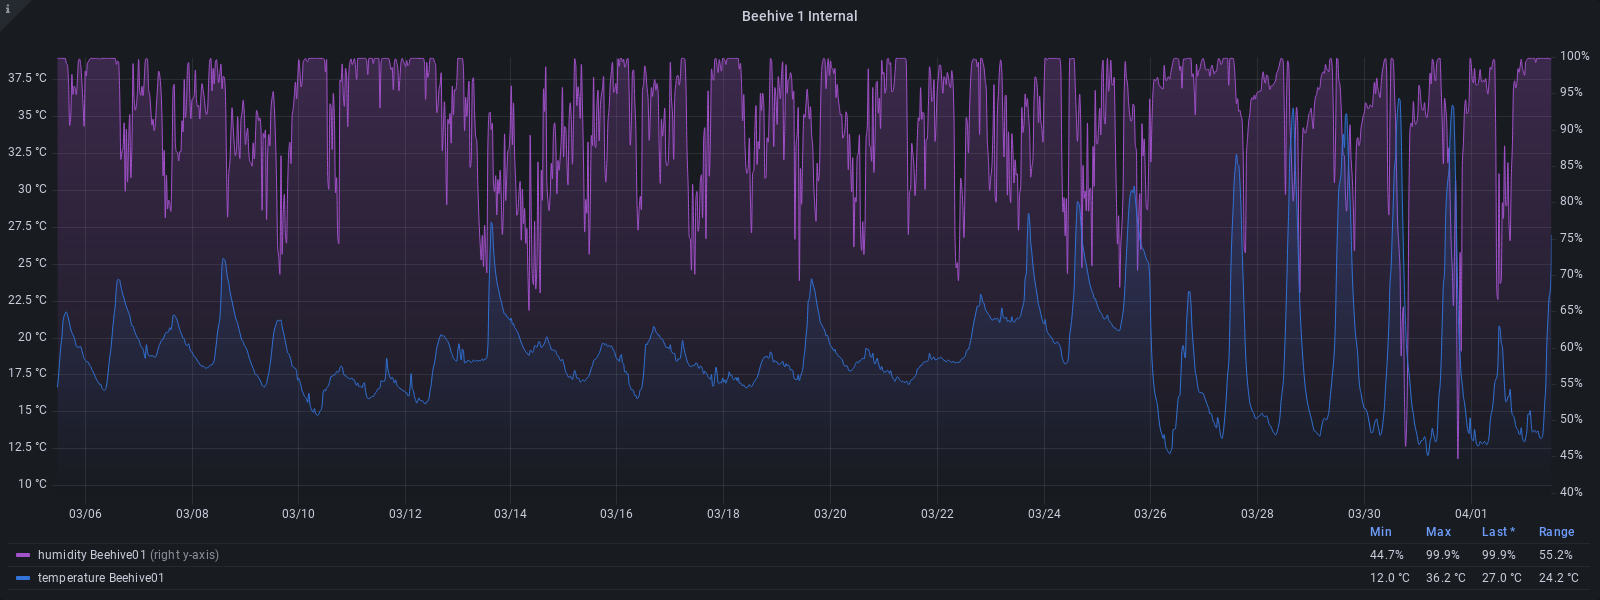 i
Beehive 1 Internal
37.5 °C
35 °C
32.5 °C
30 °C
27.5 °C
25 °C
22.5 °C
20 °C
17.5 °C
15 °C
12.5 °C
10 °C
100%
95%
90%
85%
80%
75%
70%
65%
60%
55%
50%
45%
40%
03/06 03/08 03/10 03/12 03/14 03/16 03/18 03/20 03/22 03/24 03/26 03/28 03/30 04/01
Min Max Last * Range
humidity Beehive01 (right y-axis) 44.7% 99.9% 99.9% 55.2%
temperature Beehive01 12.0 °C 36.2 °C 27.0 °C 24.2 °C